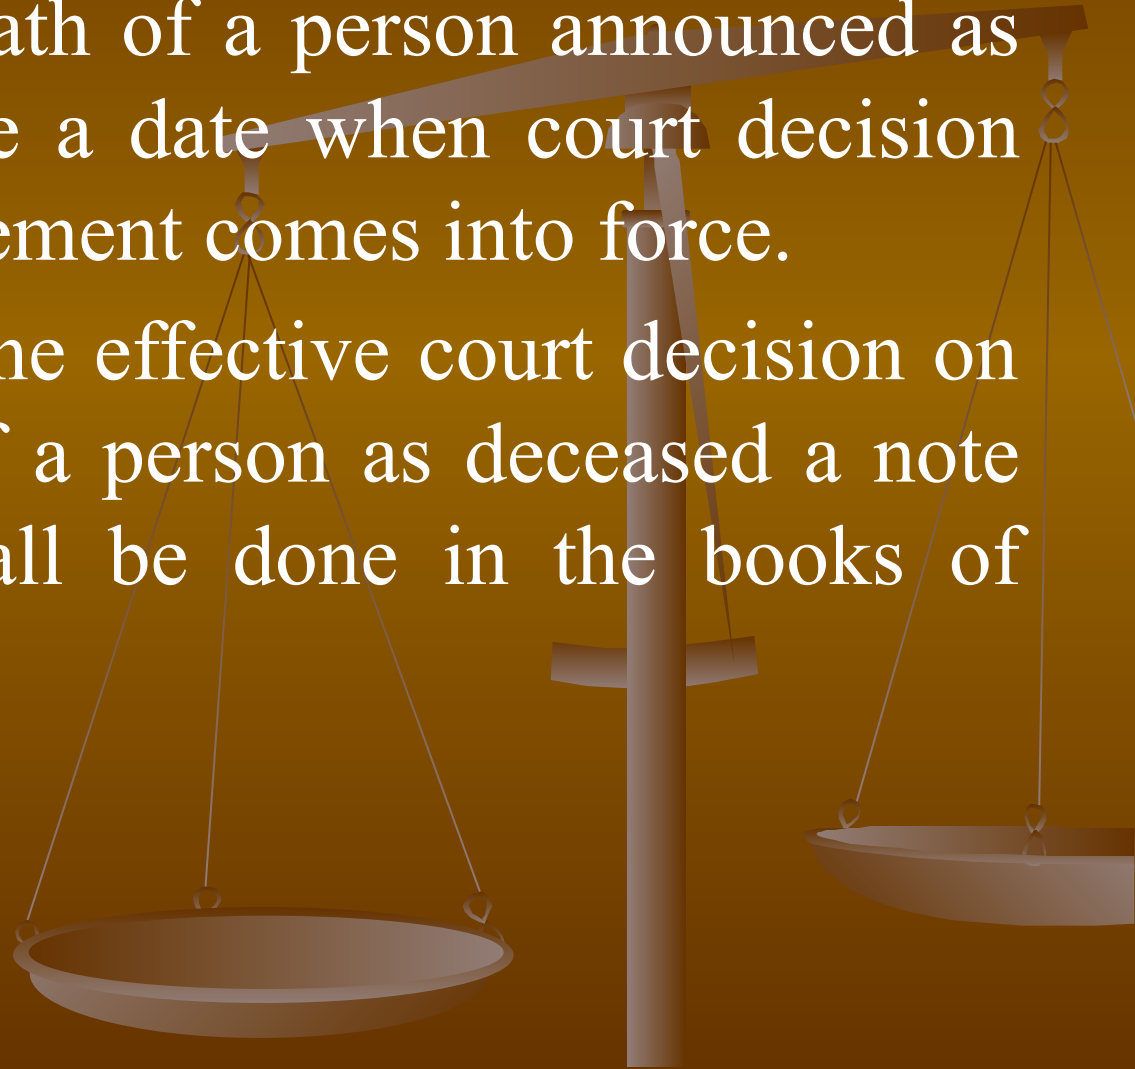 ath of a person announced as
e a date when court decision
ement comes into force.
he effective court decision on
f a person as deceased a note
all be done in the books of